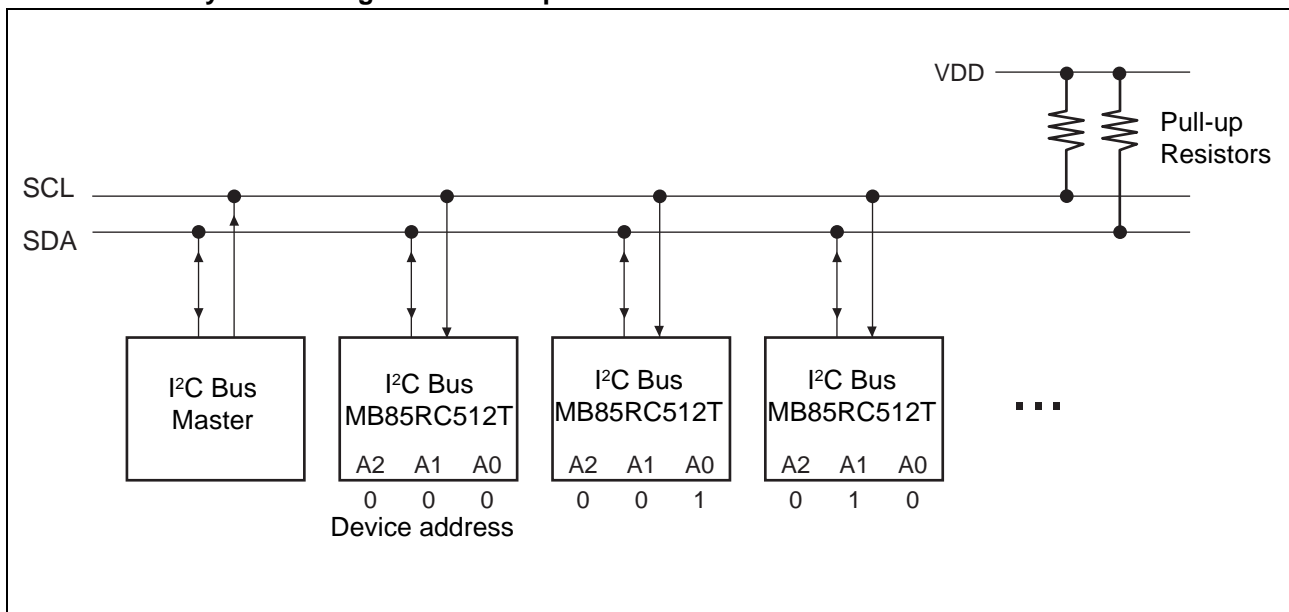 VDD
Pull-up
Resistors
SCL
SDA
I²C Bus
Master
I²C Bus
MB85RC512T
A2 A1 A0
0 0 0
Device address
I²C Bus
MB85RC512T
A2 A1 A0
0 0 1
I²C Bus
MB85RC512T
A2 A1 A0
0 1 0
...